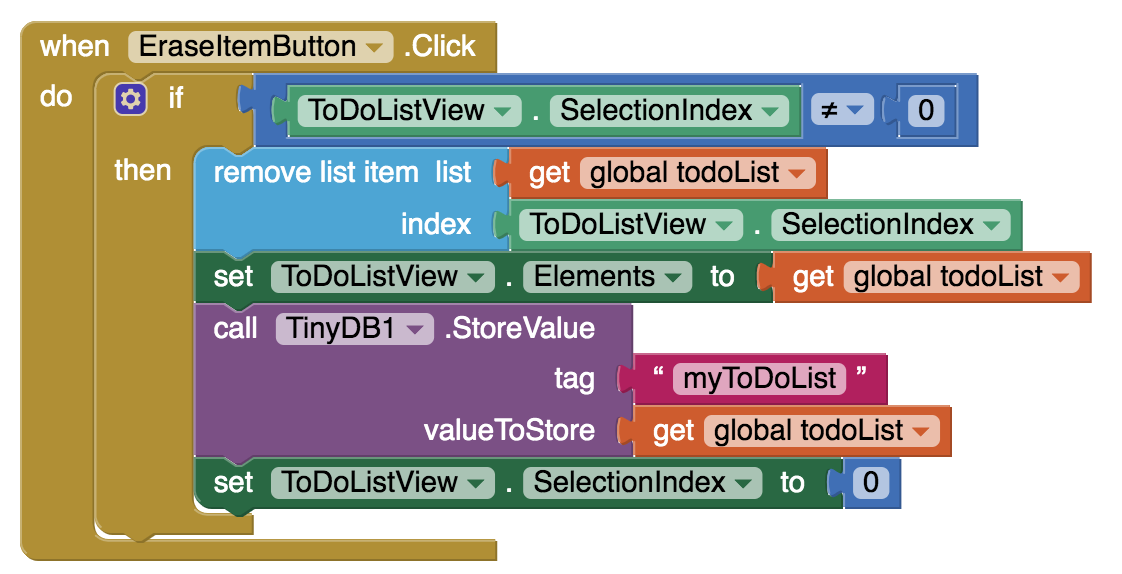 when EraseItemButton .Click
do if ToDoListView . SelectionIndex ≠ 0
then remove list item list get global todoList
index ToDoListView . SelectionIndex
set ToDoListView . Elements to get global todoList
call TinyDB1 .StoreValue
tag “ myToDoList ”
valueToStore get global todoList
set ToDoListView . SelectionIndex to 0